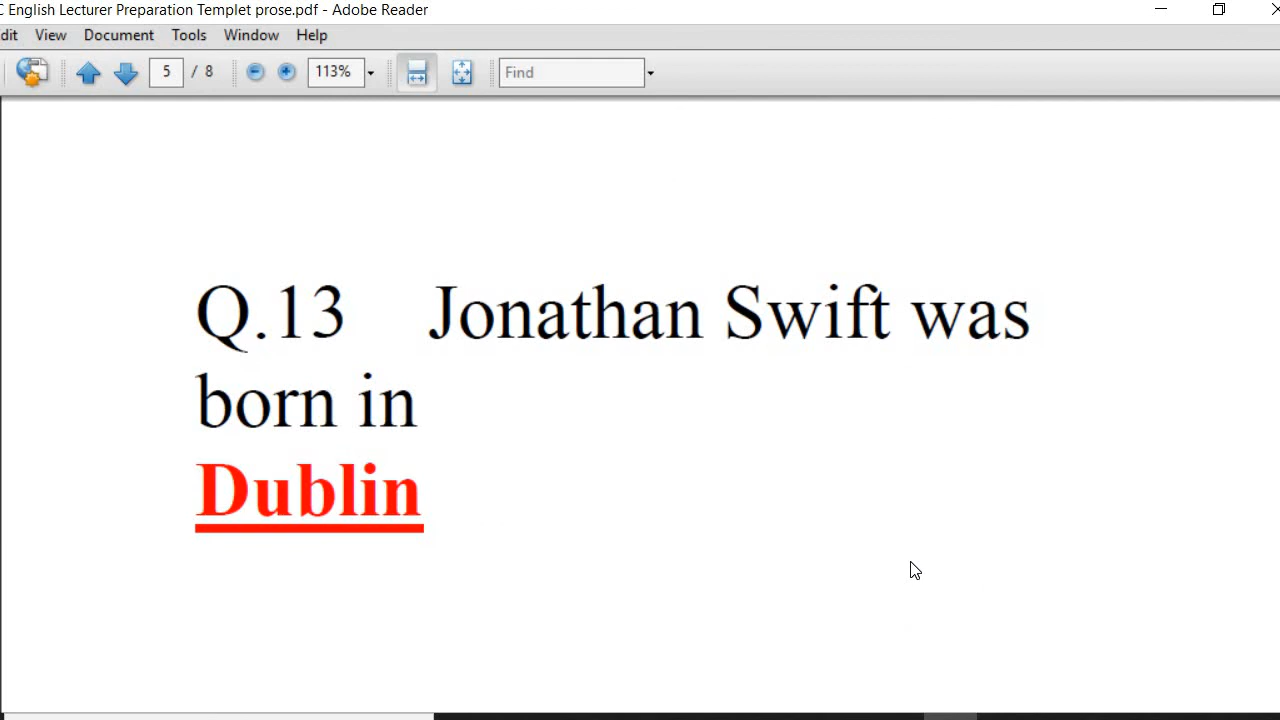 English Lecturer Preparation Templet prose.pdf - Adobe Reader
dit View Document Tools Window Help
5 / 8 113% Find
Q.13 Jonathan Swift was
born in
Dublin